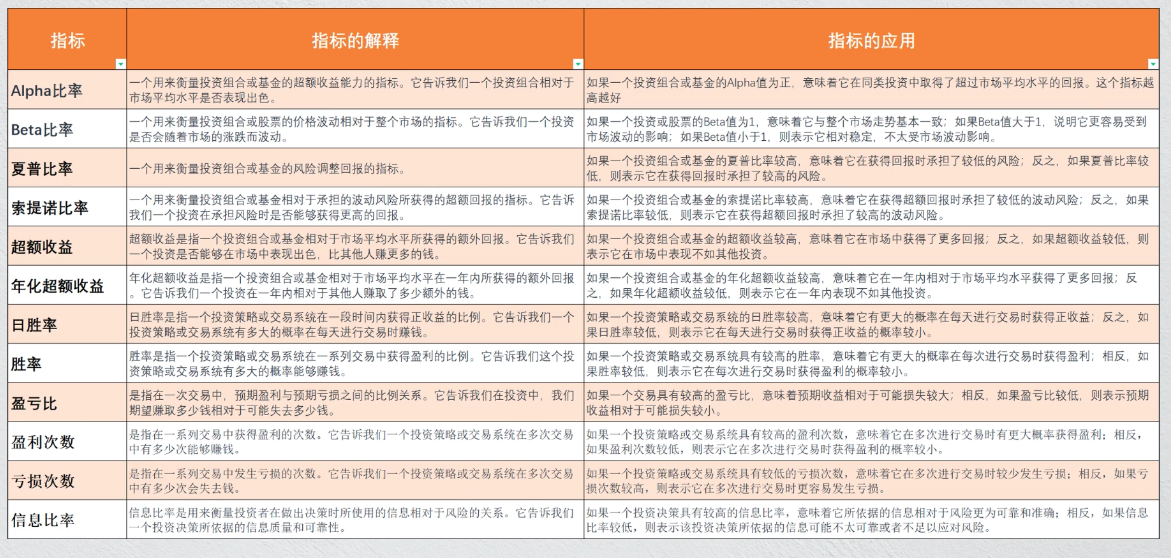 指标
指标的解释
指标的应用
Alpha比率
一个用来衡量投资组合或基金的超额收益能力的指标。它告诉我们一个投资组合相对于
市场平均水平是否表现出色。
如果一个投资组合或基金的Alpha值为正，意味着它在同类投资中取得了超过市场平均水平的回报。这个指标越
高越好
Beta比率
一个用来衡量投资组合或股票的价格波动相对于整个市场的指标。它告诉我们一个投资
是否会随着市场的涨跌而波动。
如果一个投资或股票的Beta值为1，意味着它与整个市场走势基本一致；如果Beta值大于1，说明它更容易受到
市场波动的影响；如果Beta值小于1，则表示它相对稳定，不太受市场波动影响。
夏普比率
一个用来衡量投资组合或基金的风险调整回报的指标。
如果一个投资组合或基金的夏普比率较高，意味着它在获得回报时承担了较低的风险；反之，如果夏普比率较
低，则表示它在获得回报时承担了较高的风险。
索提诺比率
一个用来衡量投资组合或基金相对于承担的波动风险所获得的超额回报的指标。它告诉
我们一个投资在承担风险时是否能够获得更高的回报。
如果一个投资组合或基金的索提诺比率较高，意味着它在获得超额回报时承担了较低的波动风险；反之，如果
索提诺比率较低，则表示它在获得超额回报时承担了较高的波动风险。
超额收益
超额收益是指一个投资组合或基金相对于市场平均水平所获得的额外回报。它告诉我们
一个投资是否能够在市场中表现出色，比其他人赚更多的钱。
如果一个投资组合或基金的超额收益较高，意味着它在市场中获得了更多回报；反之，如果超额收益较低，则
表示它在市场中表现不如其他投资。
年化超额收益
年化超额收益是指一个投资组合或基金相对于市场平均水平在一年内所获得的额外回报
。它告诉我们一个投资在一年内相对于其他人赚取了多少额外的钱。
如果一个投资组合或基金的年化超额收益较高，意味着它在一年内相对于市场平均水平获得了更多回报；反
之，如果年化超额收益较低，则表示它在一年内表现不如其他投资。
日胜率
日胜率是指一个投资策略或交易系统在一段时间内获得正收益的比例。它告诉我们一个
投资策略或交易系统有多大的概率在每天进行交易时赚钱。
如果一个投资策略或交易系统的日胜率较高，意味着它有更大的概率在每天进行交易时获得正收益；反之，如
果日胜率较低，则表示它在每天进行交易时获得正收益的概率较小。
胜率
胜率是指一个投资策略或交易系统在一系列交易中获得盈利的比例。它告诉我们这个投
资策略或交易系统有多大的概率能够赚钱。
如果一个投资策略或交易系统具有较高的胜率，意味着它有更大的概率在每次进行交易时获得盈利；相反，如
果胜率较低，则表示它在每次进行交易时获得盈利的概率较小。
盈亏比
是指在一次交易中，预期盈利与预期亏损之间的比例关系。它告诉我们在投资中，我们
期望赚取多少钱相对于可能失去多少钱。
如果一个交易具有较高的盈亏比，意味着预期收益相对于可能损失较大；相反，如果盈亏比较低，则表示预期
收益相对于可能损失较小。
盈利次数
是指在一系列交易中获得盈利的次数。它告诉我们一个投资策略或交易系统在多次交易
中有多少次能够赚钱。
如果一个投资策略或交易系统具有较高的盈利次数，意味着它在多次进行交易时有更大概率获得盈利；相反，
如果盈利次数较低，则表示它在多次进行交易时获得盈利的概率较小。
亏损次数
是指在一系列交易中发生亏损的次数。它告诉我们一个投资策略或交易系统在多次交易
中有多少次会失去钱。
如果一个投资策略或交易系统具有较低的亏损次数，意味着它在多次进行交易时较少发生亏损；相反，如果亏
损次数较高，则表示它在多次进行交易时更容易发生亏损。
信息比率
信息比率是用来衡量投资者在做出决策时所使用的信息相对于风险的关系。它告诉我们
一个投资决策所依据的信息质量和可靠性。
如果一个投资决策具有较高的信息比率，意味着它所依据的信息相对于风险更为可靠和准确；相反，如果信息
比率较低，则表示该投资决策所依据的信息可能不太可靠或者不足以应对风险。